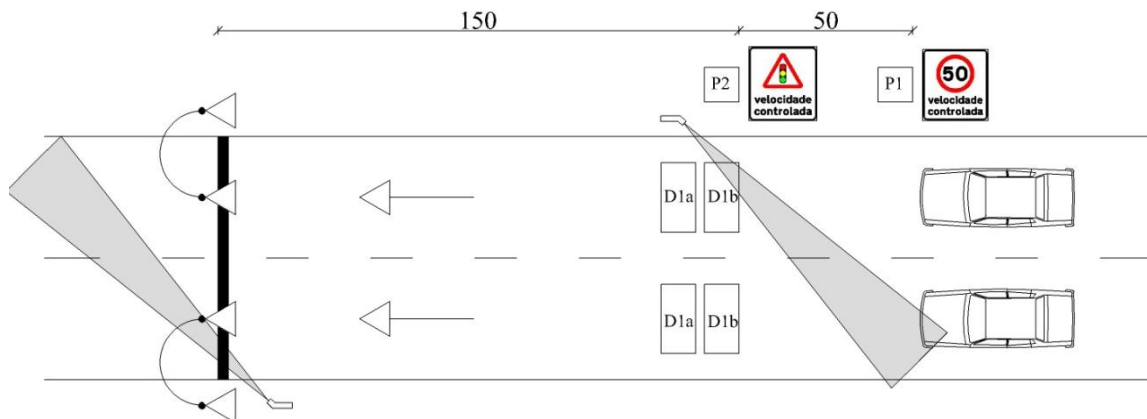 150
50
P2
velocidade
controlada
P1
50
velocidade
controlada
D1a
D1b
D1a
D1b